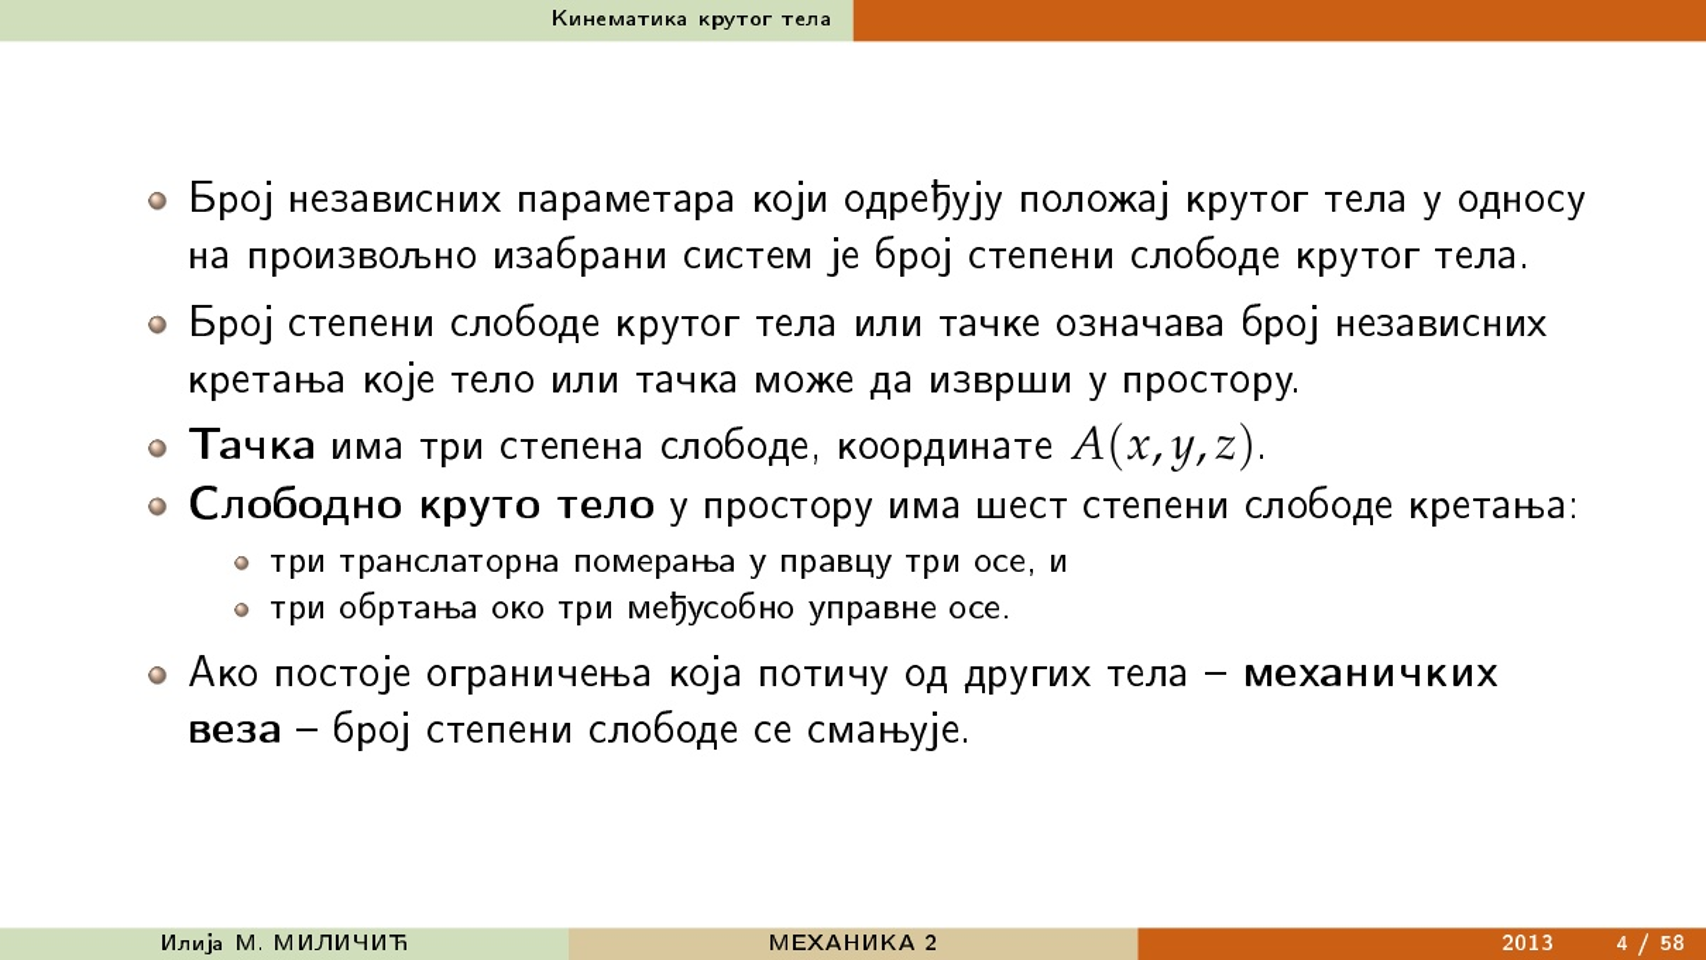 Кинематика крутог тела
Број независних параметара који одређују положај крутог тела у односу
на произвољно изабрани систем је број степени слободе крутог тела.
Број степени слободе крутог тела или тачке означава број независних
кретања које тело или тачка може да изврши у простору.
Тачка има три степена слободе, координате A(x, y, z).
Слободно круто тело у простору има шест степени слободе кретања:
три транслаторна померања у правцу три осе, и
три обртања око три међусобно управне осе.
Ако постоје ограничења која потичу од других тела – механичких
веза – број степени слободе се смањује.
Илија М. МИЛИЧИЋ МЕХАНИКА 2 2013 4 / 58